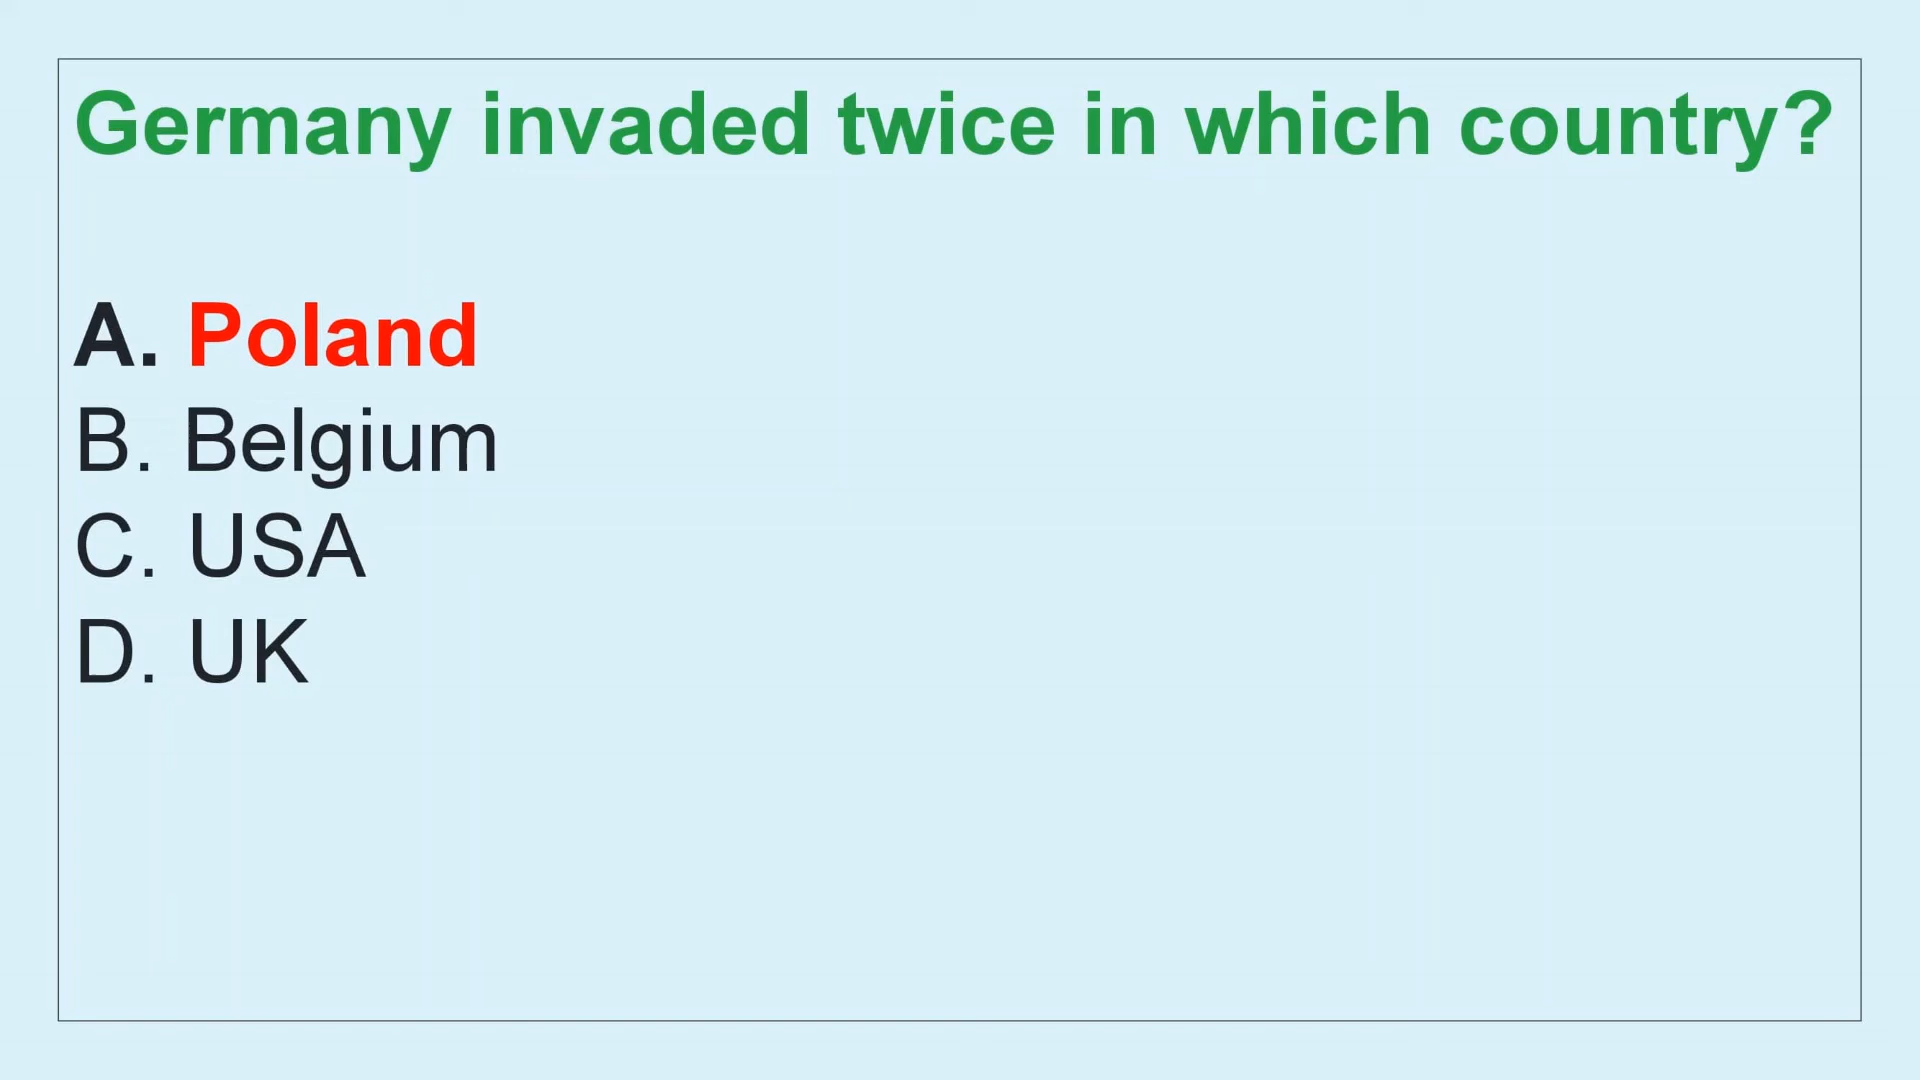 Germany invaded twice in which country?
A. Poland
B. Belgium
C. USA
D. UK